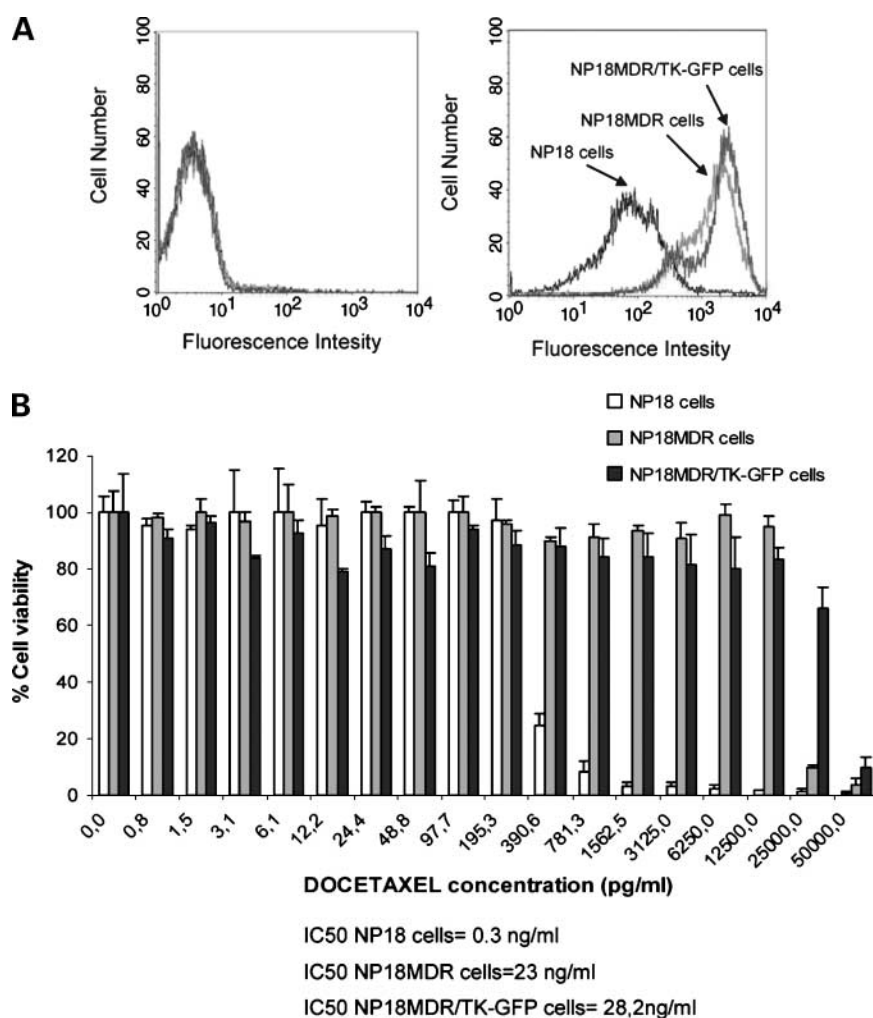 A
100
80
60
40
20
0
Cell Number
10^0 10^1 10^2 10^3 10^4
Fluorescence Intesity
100
80
60
40
20
0
Cell Number
NP18MDR/TK-GFP cells
NP18MDR cells
NP18 cells
10^0 10^1 10^2 10^3 10^4
Fluorescence Intesity
B
NP18 cells
NP18MDR cells
NP18MDR/TK-GFP cells
120
100
80
60
40
20
0
% Cell viability
0,0 0,8 1,5 3,1 6,1 12,2 24,4 48,8 97,7 195,3 390,6 781,3 1562,5 3125,0 6250,0 12500,0 25000,0 50000,0
DOCETAXEL concentration (pg/ml)
IC50 NP18 cells= 0.3 ng/ml
IC50 NP18MDR cells=23 ng/ml
IC50 NP18MDR/TK-GFP cells= 28,2ng/ml